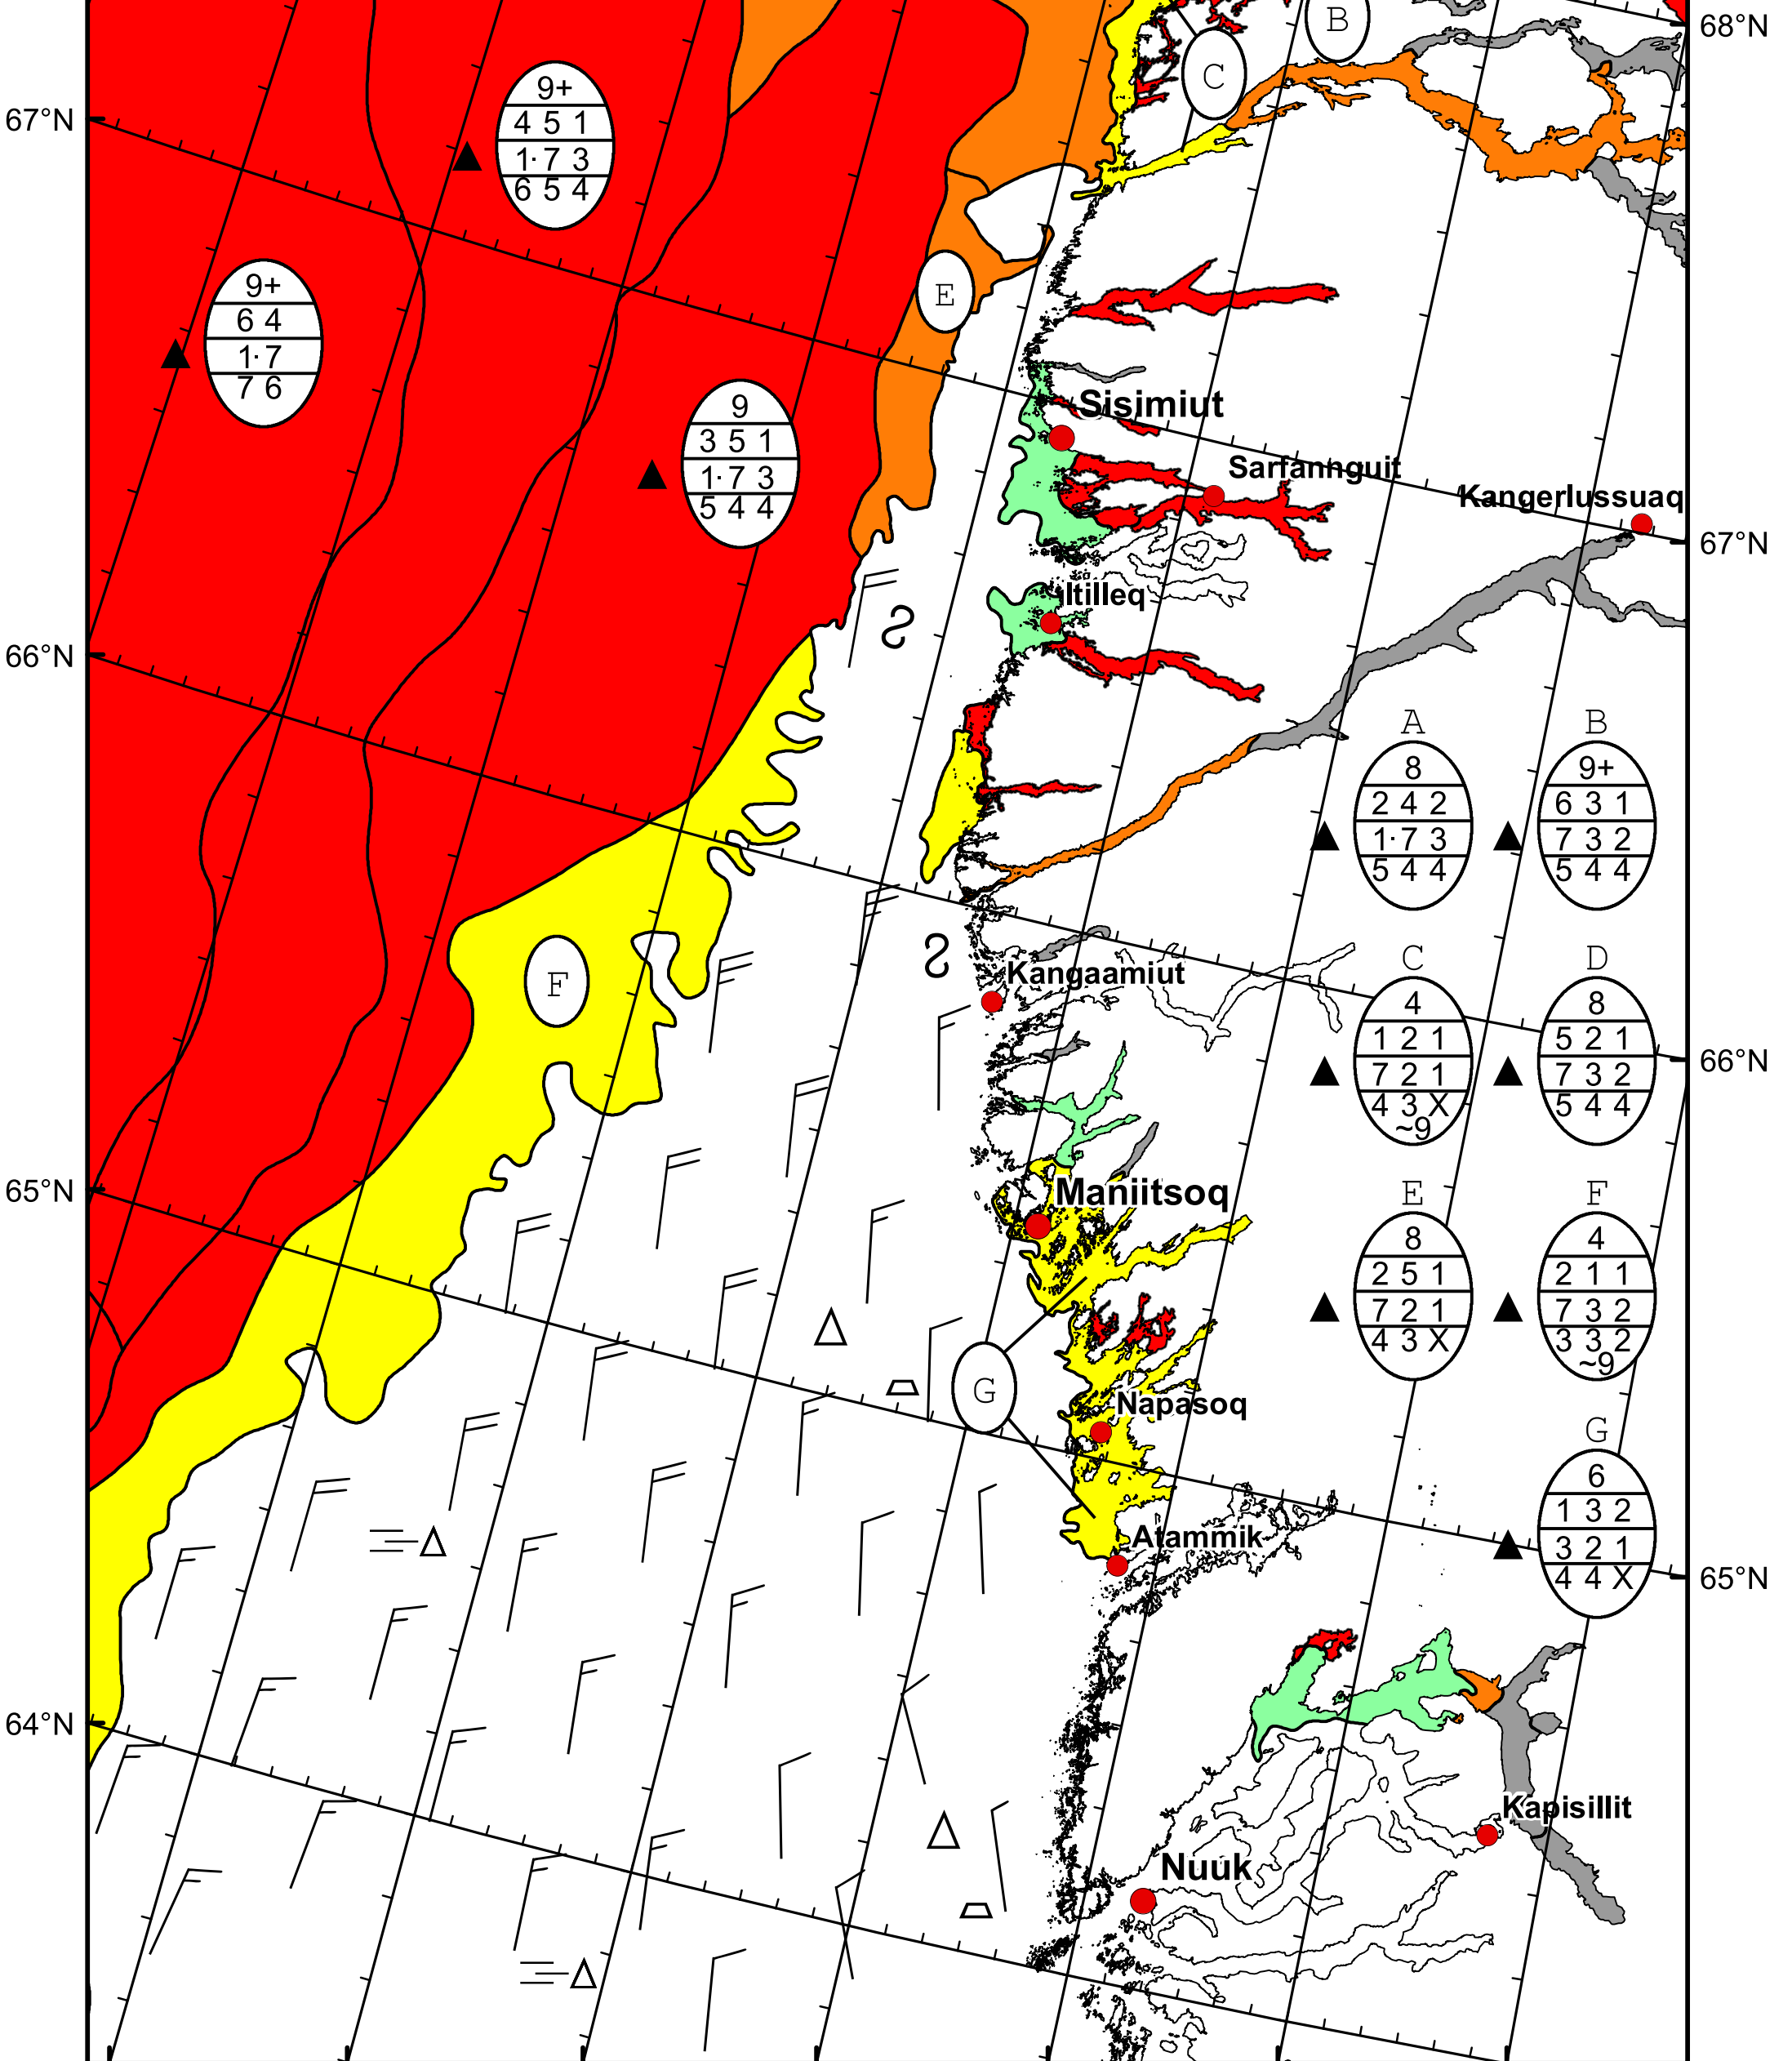 B
68°N
C
67°N
9+
4 5 1
1· 7 3
6 5 4
9+
6 4
1· 7
7 6
E
9
3 5 1
1· 7 3
5 4 4
Sisimiut
Sarfannguit
Kangerlussuaq
67°N
Itilleq
66°N
A
8
2 4 2
1· 7 3
5 4 4
B
9+
6 3 1
7 3 2
5 4 4
F
Kangaamiut
C
4
1 2 1
7 2 1
4 3 X
~9
D
8
5 2 1
7 3 2
5 4 4
66°N
65°N
Maniitsoq
E
8
2 5 1
7 2 1
4 3 X
F
4
2 1 1
7 3 2
3 3 2
~9
G
Napasoq
G
6
1 3 2
3 2 1
4 4 X
Atammik
65°N
64°N
Kapisillit
Nuuk